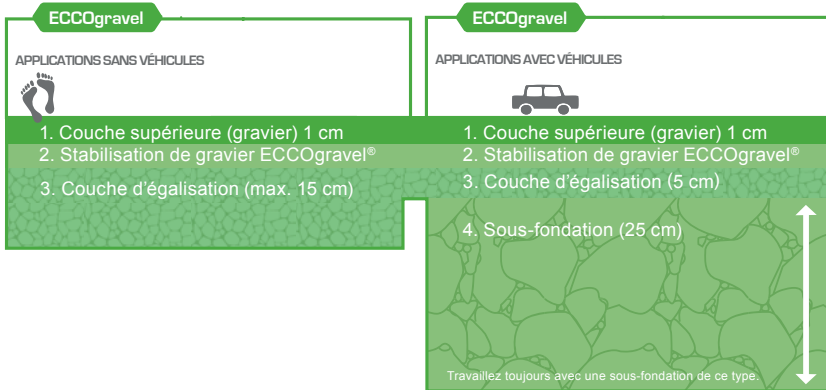 ECCOgravel
APPLICATIONS SANS VÉHICULES
1. Couche supérieure (gravier) 1 cm
2. Stabilisation de gravier ECCOgravel®
3. Couche d'égalisation (max. 15 cm)
ECCOgravel
APPLICATIONS AVEC VÉHICULES
1. Couche supérieure (gravier) 1 cm
2. Stabilisation de gravier ECCOgravel®
3. Couche d'égalisation (5 cm)
4. Sous-fondation (25 cm)
Travaillez toujours avec une sous-fondation de ce type.